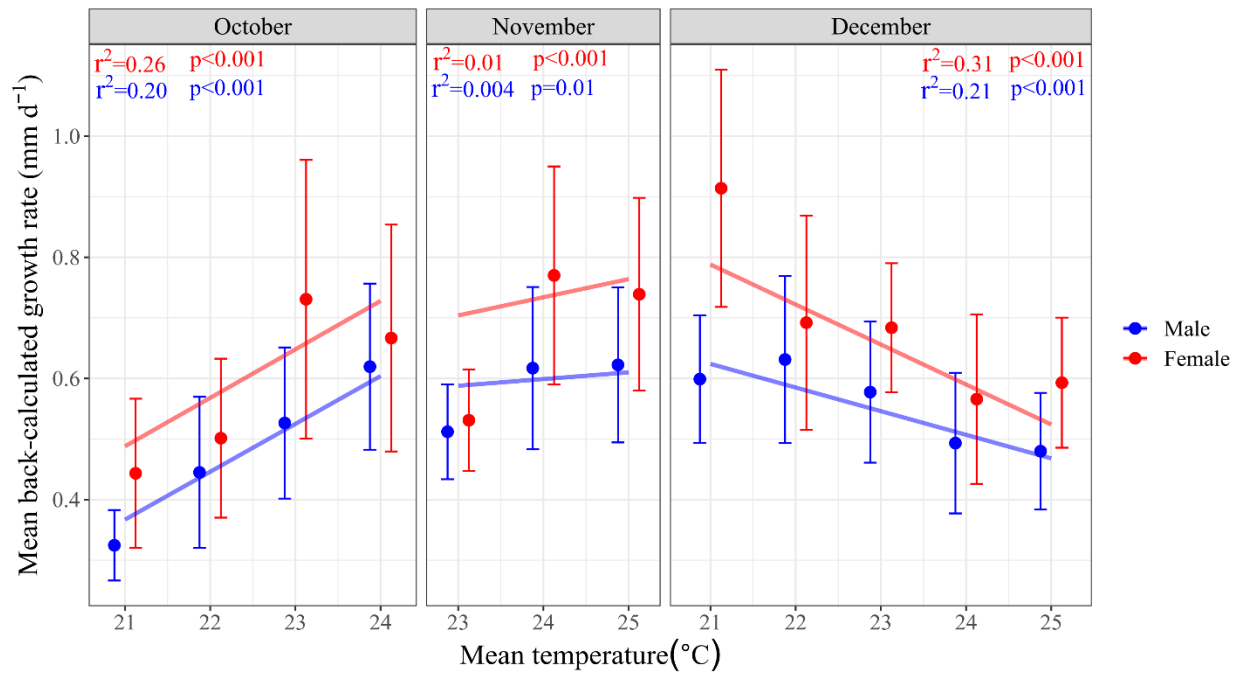 October November December
r²=0.26 p<0.001 r²=0.01 p<0.001 r²=0.31 p<0.001
r²=0.20 p<0.001 r²=0.004 p=0.01 r²=0.21 p<0.001
Mean back-calculated growth rate (mm d⁻¹)
1.0
0.8
0.6
0.4
Male
Female
21 22 23 24 23 24 25 21 22 23 24 25
Mean temperature(°C)